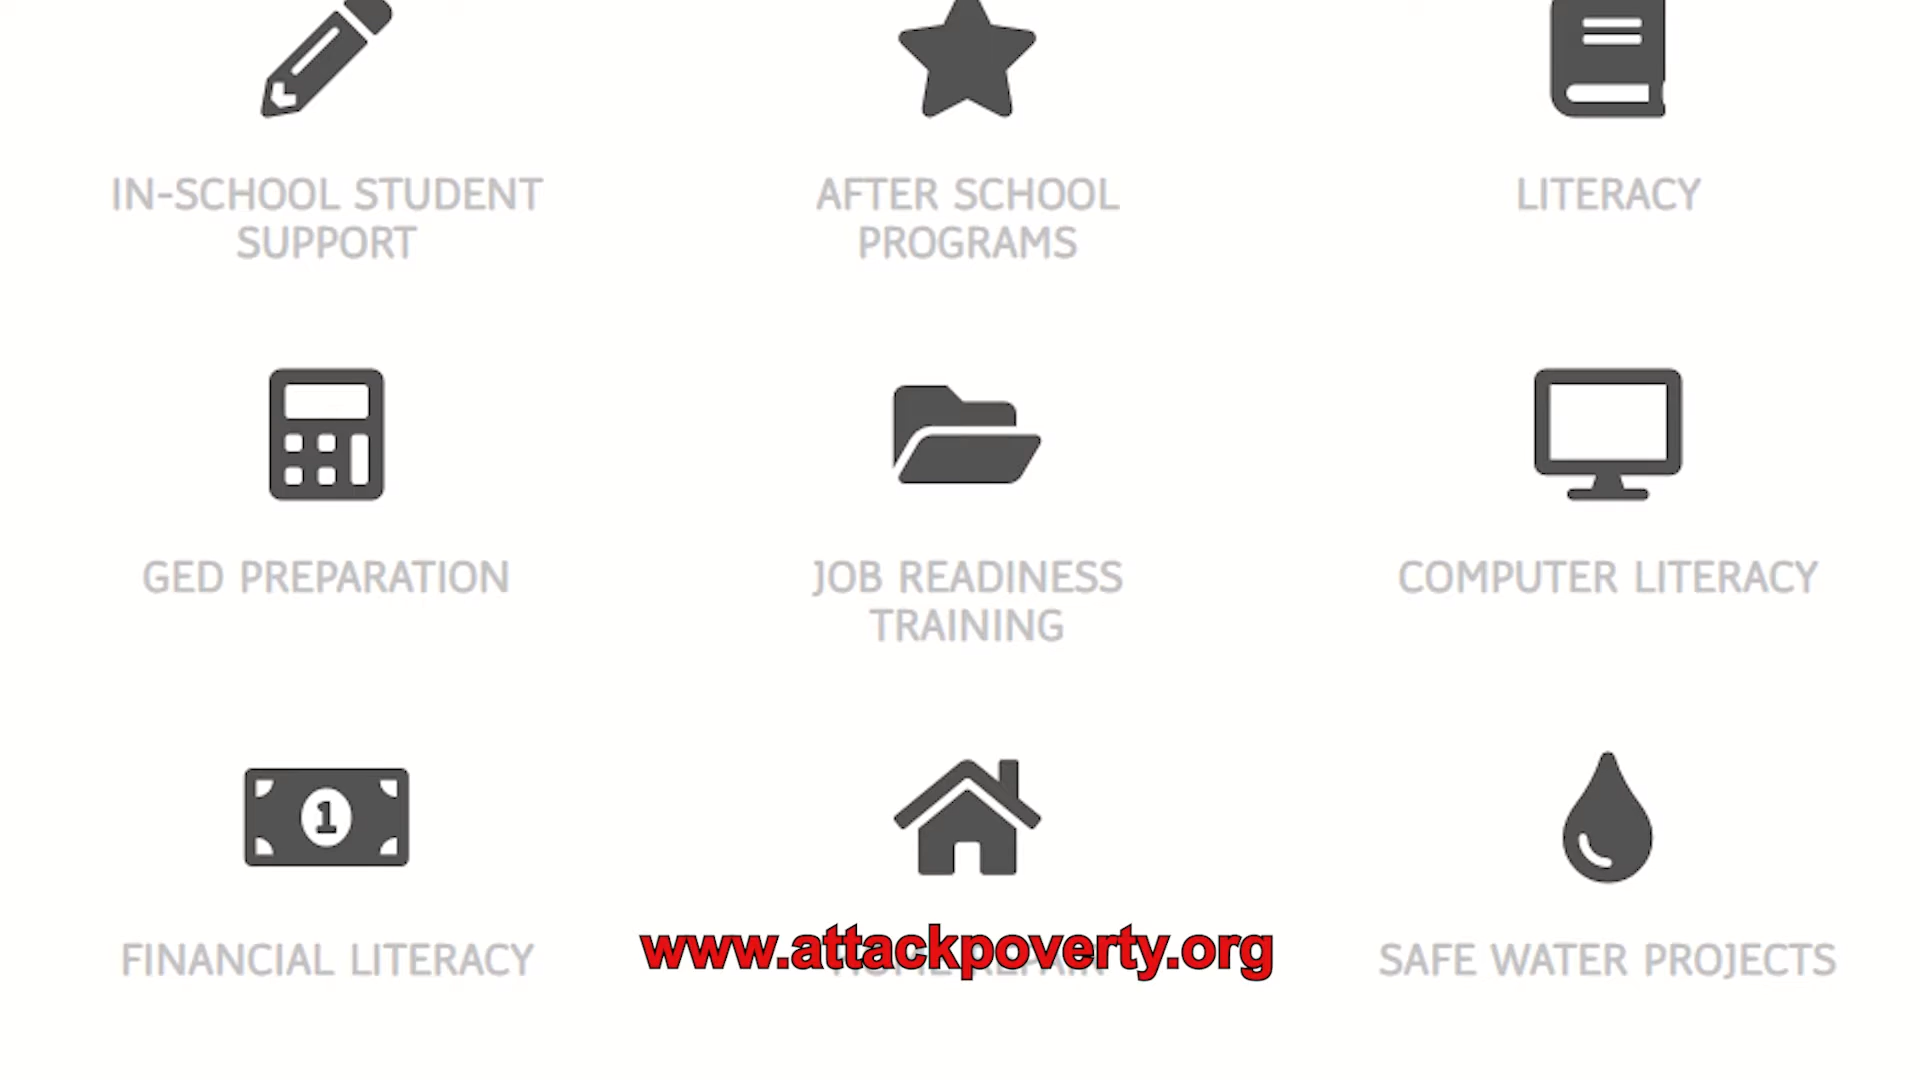 IN-SCHOOL STUDENT
SUPPORT
AFTER SCHOOL
PROGRAMS
LITERACY
GED PREPARATION
JOB READINESS
TRAINING
COMPUTER LITERACY
1
FINANCIAL LITERACY
www.attackpoverty.org
SAFE WATER PROJECTS